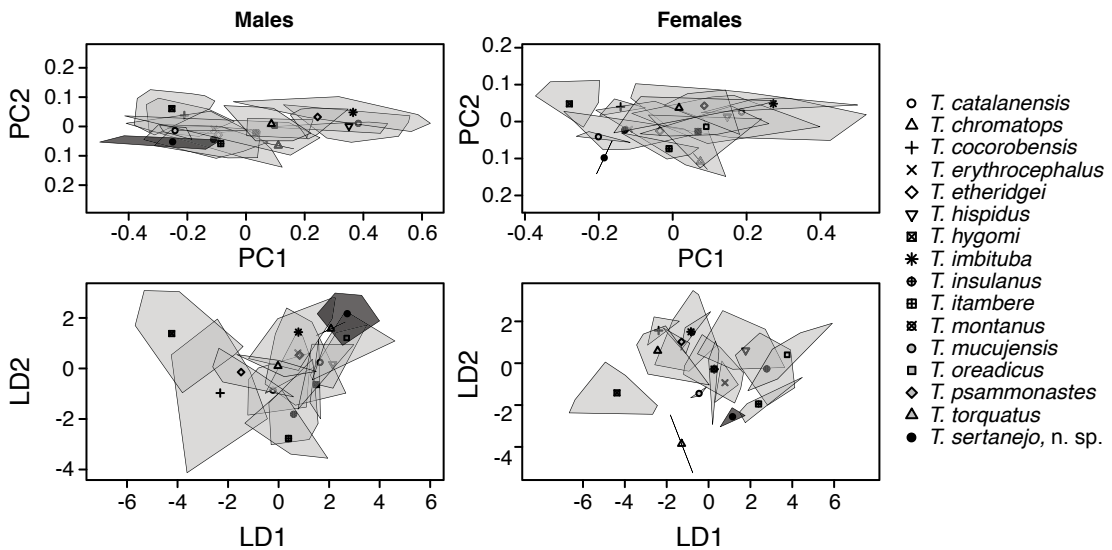 Males
Females
PC2
0.2
0.1
0
0.1
0.2
-0.4
-0.2
0
0.2
0.4
0.6
PC1
PC2
0.2
0.1
0
0.1
0.2
-0.4
-0.2
0
0.2
0.4
PC1
LD2
2
0
-2
-4
-6
-4
-2
0
2
4
6
LD1
LD2
2
0
-2
-4
-6
-4
-2
0
2
4
6
LD1
T. catalanensis
T. chromatops
T. cocorobensis
T. erythrocephalus
T. etheridgei
T. hispidus
T. hygomi
T. imbituba
T. insulanus
T. itambere
T. montanus
T. mucujensis
T. oreadicus
T. psammonastes
T. torquatus
T. sertanejo, n. sp.